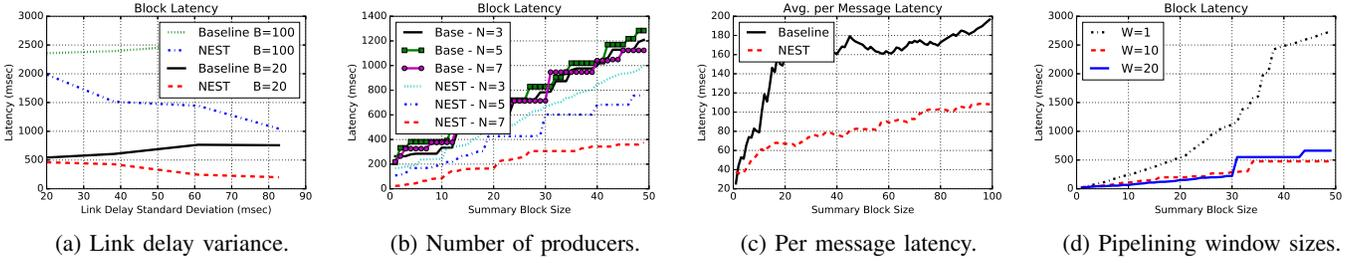 Block Latency
Latency (msec)
3000
2500
2000
1500
1000
500
0
Baseline B=100
NEST B=100
Baseline B=20
NEST B=20
20 30 40 50 60 70 80 90
Link Delay Standard Deviation (msec)
(a) Link delay variance.
Block Latency
Latency (msec)
1400
1200
1000
800
600
400
200
0
Base - N=3
Base - N=5
Base - N=7
NEST - N=3
NEST - N=5
NEST - N=7
0 10 20 30 40 50
Summary Block Size
(b) Number of producers.
Avg. per Message Latency
Latency (msec)
200
180
160
140
120
100
80
60
40
20
Baseline
NEST
0 20 40 60 80 100
Summary Block Size
(c) Per message latency.
Block Latency
Latency (msec)
3000
2500
2000
1500
1000
500
0
W=1
W=10
W=20
0 10 20 30 40 50
Summary Block Size
(d) Pipelining window sizes.